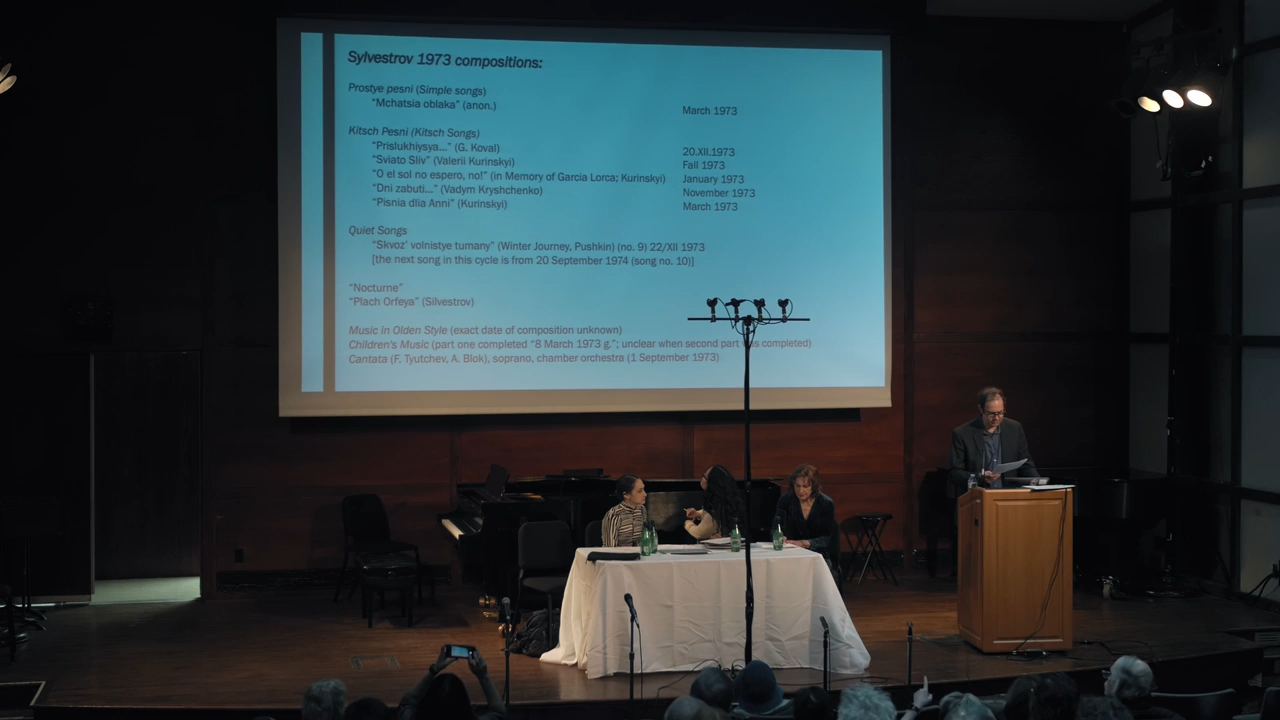 Sylvestrov 1973 compositions:
Prostye pesni (Simple songs)
"Mchatsia oblaka" (anon.) March 1973
Kitsch Pesni (Kitsch Songs)
"Prislukhiysya..." (G. Koval) 20.XII.1973
"Sviato Sliv" (Valerii Kurinskyi) Fall 1973
"O el sol no espero, no!" (in Memory of Garcia Lorca; Kurinskyi) January 1973
"Dni zabuti..." (Vadym Kryshchenko) November 1973
"Pisnia dlia Anni" (Kurinskyi) March 1973
Quiet Songs
"Skvoz' volnistye tumany" (Winter Journey, Pushkin) (no. 9) 22/XII 1973
[the next song in this cycle is from 20 September 1974 (song no. 10)]
"Nocturne"
"Plach Orfeya" (Silvestrov)
Music in Olden Style (exact date of composition unknown)
Children's Music (part one completed "8 March 1973 g."; unclear when second part was completed)
Cantata (F. Tyutchev, A. Blok), soprano, chamber orchestra (1 September 1973)